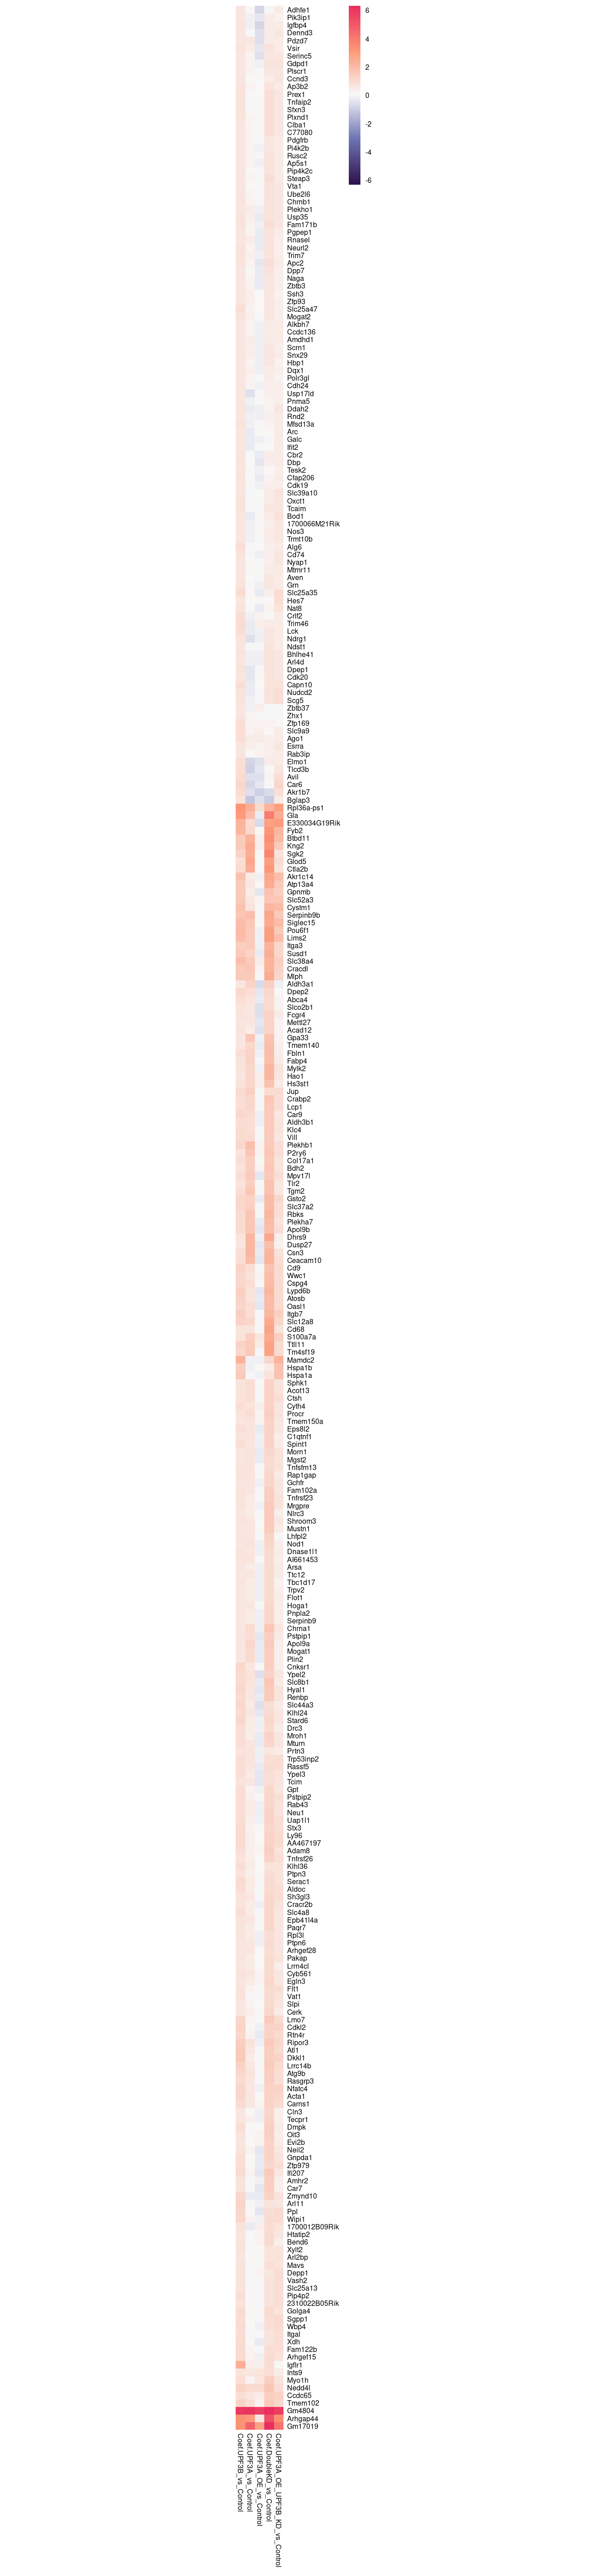 Adhfe1
Pik3ip1
Igfbp4
Dennd3
Pdzd7
Vsir
Serinc5
Gdpd1
Plscr1
Ccnd3
Ap3b2
Prex1
Tnfaip2
Sfxn3
Plxnd1
Clba1
C77080
Pdgfrb
Pi4k2b
Rusc2
Ap5s1
Pip4k2c
Steap3
Vta1
Ube2l6
Chrnb1
Plekho1
Usp35
Fam171b
Pgpep1
Rnasel
Neurl2
Trim7
Apc2
Dpp7
Naga
Zbtb3
Ssh3
Zfp93
Slc25a47
Mogat2
Alkbh7
Ccdc136
Amdhd1
Scrn1
Snx29
Hbp1
Dqx1
Polr3gl
Cdh24
Usp17ld
Pnma5
Ddah2
Rnd2
Mfsd13a
Arc
Galc
Ifit2
Cbr2
Dbp
Tesk2
Cfap206
Cdk19
Slc39a10
Oxct1
Tcaim
Bod1
1700066M21Rik
Nos3
Trmt10b
Alg6
Cd74
Nyap1
Mtmr11
Aven
Grn
Slc25a35
Hes7
Nat8
Crlf2
Trim46
Lck
Ndrg1
Ndst1
Bhlhe41
Arl4d
Dpep1
Cdk20
Capn10
Nudcd2
Scg5
Zbtb37
Zhx1
Zfp169
Slc9a9
Ago1
Esrra
Rab3ip
Elmo1
Tlcd3b
Avil
Car6
Akr1b7
Bglap3
Rpl36a-ps1
Gla
E330034G19Rik
Fyb2
Btbd11
Kng2
Sgk2
Glod5
Ctla2b
Akr1c14
Atp13a4
Gpnmb
Slc52a3
Cystm1
Serpinb9b
Siglec15
Pou6f1
Lims2
Itga3
Susd1
Slc38a4
Cracdl
Mlph
Aldh3a1
Dpep2
Abca4
Slco2b1
Fcgr4
Mettl27
Acad12
Gpa33
Tmem140
Fbln1
Fabp4
Mylk2
Hao1
Hs3st1
Jup
Crabp2
Lcp1
Car9
Aldh3b1
Klc4
Vill
Plekhb1
P2ry6
Col17a1
Bdh2
Mpv17l
Tlr2
Tgm2
Gsto2
Slc37a2
Rbks
Plekha7
Apol9b
Dhrs9
Dusp27
Csn3
Ceacam10
Cd9
Wwc1
Cspg4
Lypd6b
Atosb
Oasl1
Itgb7
Slc12a8
Cd68
S100a7a
Ttll11
Tm4sf19
Mamdc2
Hspa1b
Hspa1a
Sphk1
Acot13
Ctsh
Cyth4
Procr
Tmem150a
Eps8l2
C1qtnf1
Spint1
Morn1
Mgst2
Tnfsfm13
Rap1gap
Gchfr
Fam102a
Tnfrsf23
Mrgpre
Nlrc3
Shroom3
Mustn1
Lhfpl2
Nod1
Dnase1l1
AI661453
Arsa
Ttc12
Tbc1d17
Trpv2
Flot1
Hoga1
Pnpla2
Serpinb9
Chrna1
Pstpip1
Apol9a
Mogat1
Plin2
Cnksr1
Ypel2
Slc8b1
Hyal1
Renbp
Slc44a3
Klhl24
Stard6
Drc3
Mroh1
Mturn
Prtn3
Trp53inp2
Rassf5
Ypel3
Tcim
Gpt
Pstpip2
Rab43
Neu1
Uap1l1
Stx3
Ly96
AA467197
Adam8
Tnfrsf26
Klhl36
Ptpn3
Serac1
Aldoc
Sh3gl3
Cracr2b
Slc4a8
Epb41l4a
Paqr7
Rpl3l
Ptpn6
Arhgef28
Pakap
Lrrn4cl
Cyb561
Egln3
Flt1
Vat1
Slpi
Cerk
Lmo7
Cdkl2
Rtn4r
Ripor3
Atl1
Dkkl1
Lrrc14b
Atg9b
Rasgrp3
Nfatc4
Acta1
Carns1
Cln3
Tecpr1
Dmpk
Oit3
Evi2b
Neil2
Gnpda1
Zfp979
Ifi207
Amhr2
Car7
Zmynd10
Arl11
Ppl
Wipi1
1700012B09Rik
Htatip2
Bend6
Xylt2
Arl2bp
Mavs
Depp1
Vash2
Slc25a13
Pip4p2
2310022B05Rik
Golga4
Sgpp1
Wbp4
Itgal
Xdh
Fam122b
Arhgef15
Igflr1
Ints9
Myo1h
Nedd4l
Ccdc65
Tmem102
Gm4804
Arhgap44
Gm17019
6
4
2
0
-2
-4
-6
Coef.UPF3B_vs_Control
Coef.UPF3A_vs_Control
Coef.UPF3A_OE_vs_Control
Coef.DoubleKD_vs_Control
Coef.UPF3A_OE_UPF3B_KD_vs_Control